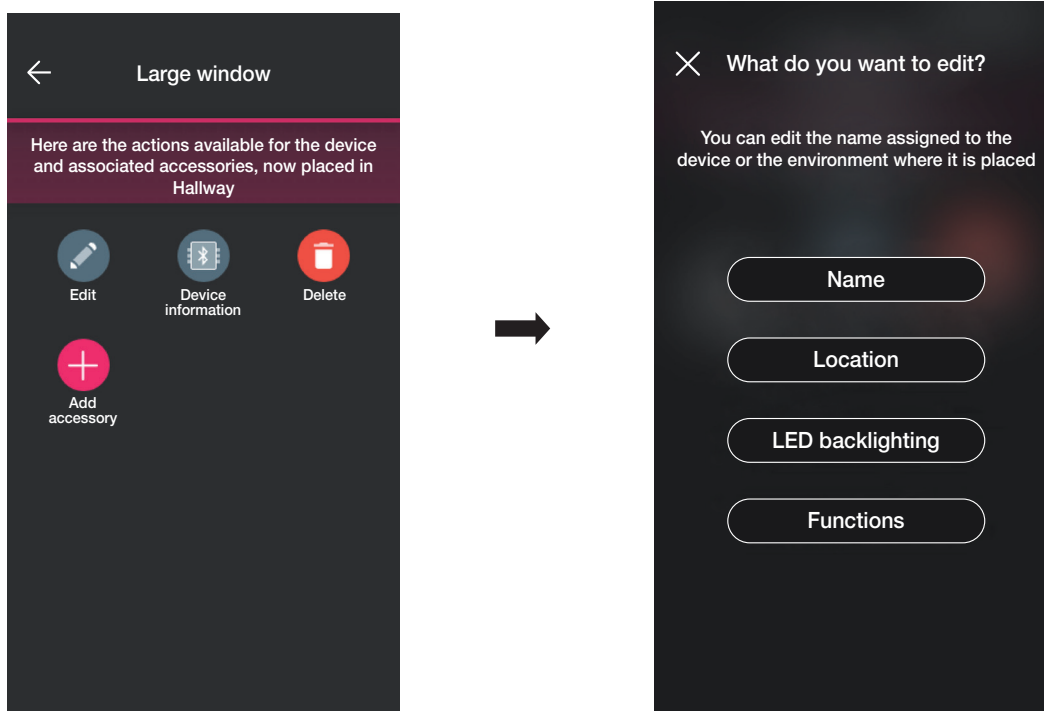 Large window
Here are the actions available for the device
and associated accessories, now placed in
Hallway
Edit
Device
information
Delete
Add
accessory
What do you want to edit?
You can edit the name assigned to the
device or the environment where it is placed
Name
Location
LED backlighting
Functions